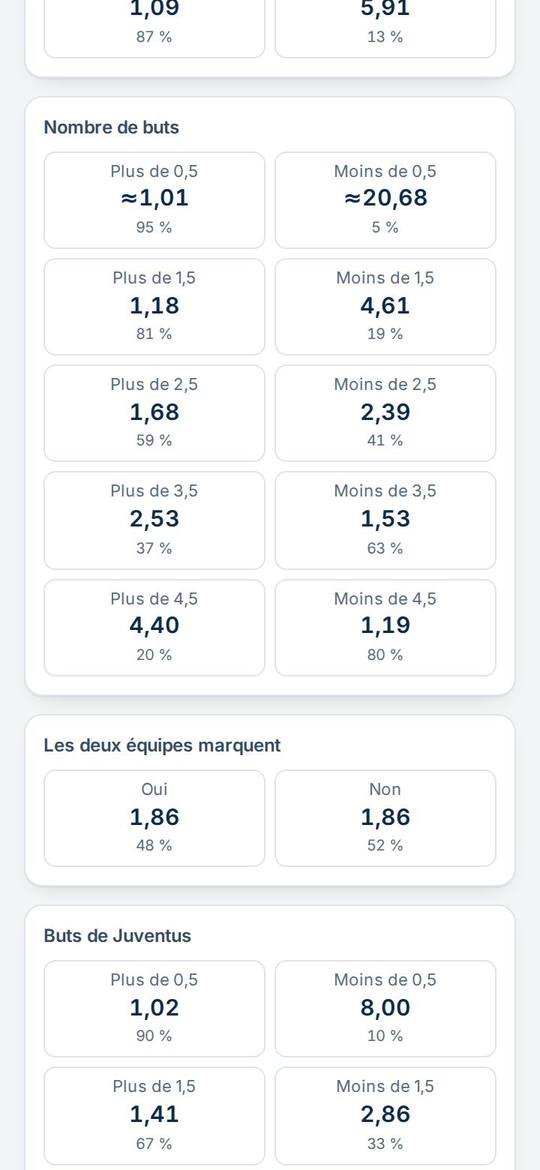 1,09 5,91
87 % 13 %
Nombre de buts
Plus de 0,5 Moins de 0,5
≈1,01 ≈20,68
95 % 5 %
Plus de 1,5 Moins de 1,5
1,18 4,61
81 % 19 %
Plus de 2,5 Moins de 2,5
1,68 2,39
59 % 41 %
Plus de 3,5 Moins de 3,5
2,53 1,53
37 % 63 %
Plus de 4,5 Moins de 4,5
4,40 1,19
20 % 80 %
Les deux équipes marquent
Oui Non
1,86 1,86
48 % 52 %
Buts de Juventus
Plus de 0,5 Moins de 0,5
1,02 8,00
90 % 10 %
Plus de 1,5 Moins de 1,5
1,41 2,86
67 % 33 %